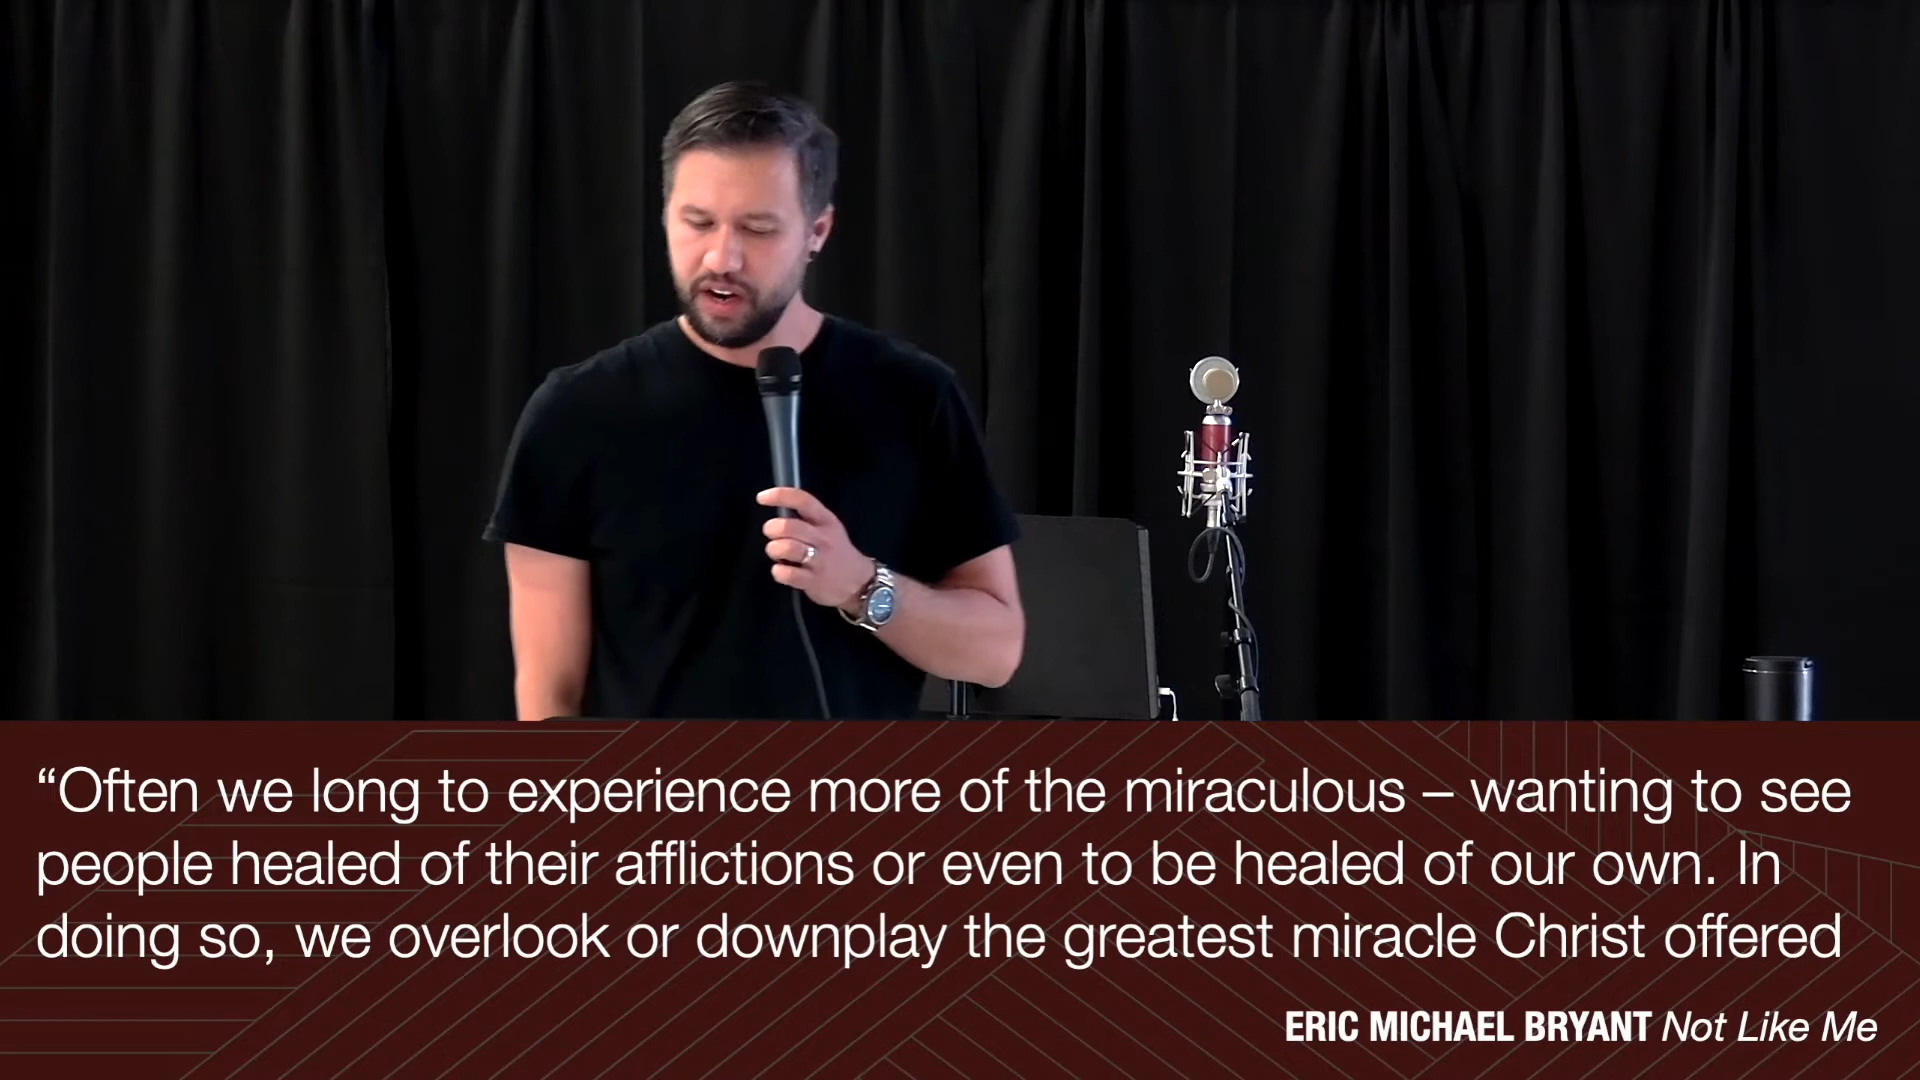 “Often we long to experience more of the miraculous – wanting to see
people healed of their afflictions or even to be healed of our own. In
doing so, we overlook or downplay the greatest miracle Christ offered
ERIC MICHAEL BRYANT Not Like Me